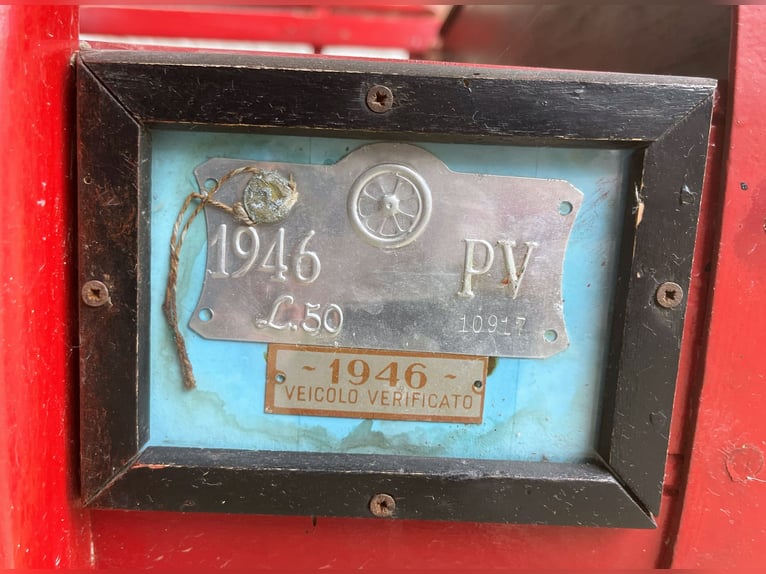 1946 PV
L.50 10917
~ 1946 ~
VEICOLO VERIFICATO